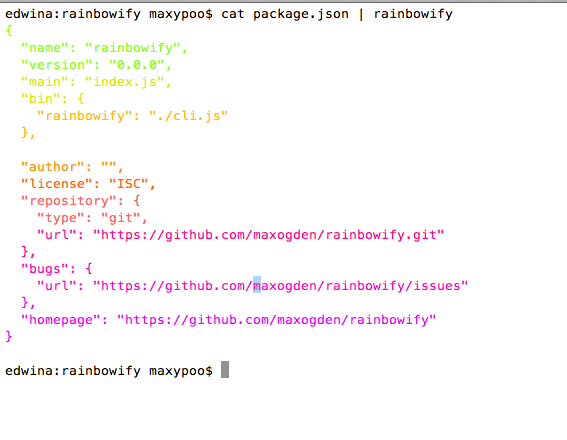 edwina:rainbowify maxypoo$ cat package.json | rainbowify
{
  "name": "rainbowify",
  "version": "0.0.0",
  "main": "index.js",
  "bin": {
    "rainbowify": "./cli.js"
  },

  "author": "",
  "license": "ISC",
  "repository": {
    "type": "git",
    "url": "https://github.com/maxogden/rainbowify.git"
  },
  "bugs": {
    "url": "https://github.com/maxogden/rainbowify/issues"
  },
  "homepage": "https://github.com/maxogden/rainbowify"
}

edwina:rainbowify maxypoo$